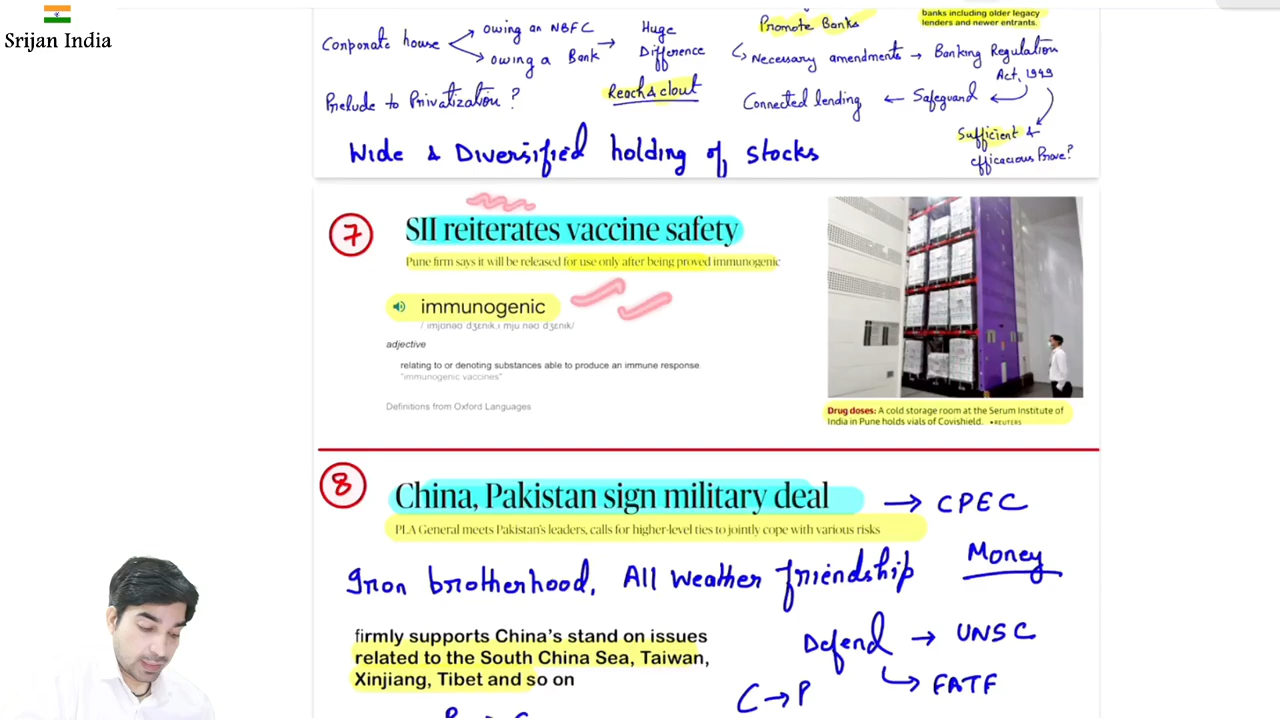 Srijan India
Corporate house
owing an NBFC
owing a Bank
Huge
Difference
Reach & clout
Prelude to Privatization?
Promote Banks
banks including older legacy
lenders and newer entrants.
Necessary amendments → Banking Regulation
Act, 1949
Connected lending ← Safeguard ←
Sufficient &
efficacious Prove?
Wide & Diversified holding of stocks
7
SII reiterates vaccine safety
Pune firm says it will be released for use only after being proved immunogenic
immunogenic
adjective
relating to or denoting substances able to produce an immune response
"immunogenic vaccines"
Definitions from Oxford Languages
Drug doses: A cold storage room at the Serum Institute of
India in Pune holds vials of Covishield. •REUTERS
8
China, Pakistan sign military deal → CPEC
PLA General meets Pakistan's leaders, calls for higher-level ties to jointly cope with various risks
Iron brotherhood, All weather friendship
Money
firmly supports China's stand on issues
related to the South China Sea, Taiwan,
Xinjiang, Tibet and so on
Defend → UNSC
FATF
C → P